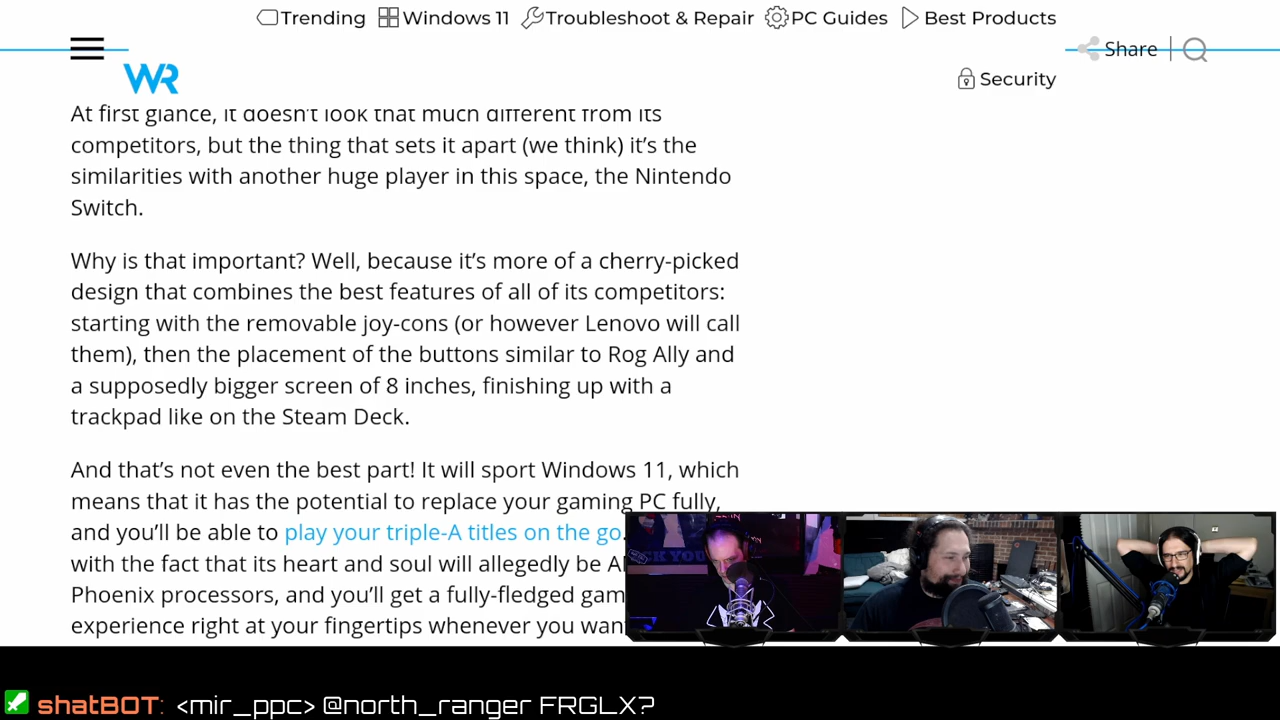 Trending Windows 11 Troubleshoot & Repair PC Guides Best Products
Share
WR
Security
At first glance, it doesn't look that much different from its
competitors, but the thing that sets it apart (we think) it's the
similarities with another huge player in this space, the Nintendo
Switch.
Why is that important? Well, because it's more of a cherry-picked
design that combines the best features of all of its competitors:
starting with the removable joy-cons (or however Lenovo will call
them), then the placement of the buttons similar to Rog Ally and
a supposedly bigger screen of 8 inches, finishing up with a
trackpad like on the Steam Deck.
And that's not even the best part! It will sport Windows 11, which
means that it has the potential to replace your gaming PC fully,
and you'll be able to play your triple-A titles on the go.
with the fact that its heart and soul will allegedly be
Phoenix processors, and you'll get a fully-fledged
experience right at your fingertips whenever you
shatBOT: <mir_ppc> @north_ranger FRGLX?